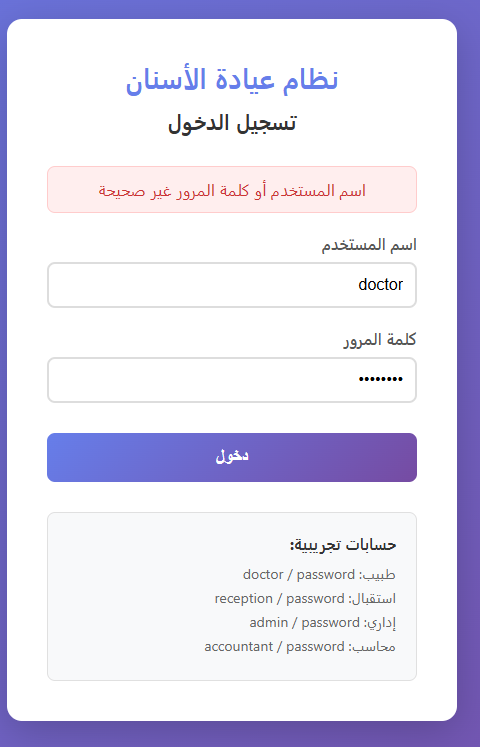 نظام عيادة الأسنان
تسجيل الدخول
اسم المستخدم أو كلمة المرور غير صحيحة
اسم المستخدم
doctor
كلمة المرور
••••••••
دخول
حسابات تجريبية:
طبيب: doctor / password
استقبال: reception / password
إداري: admin / password
محاسب: accountant / password